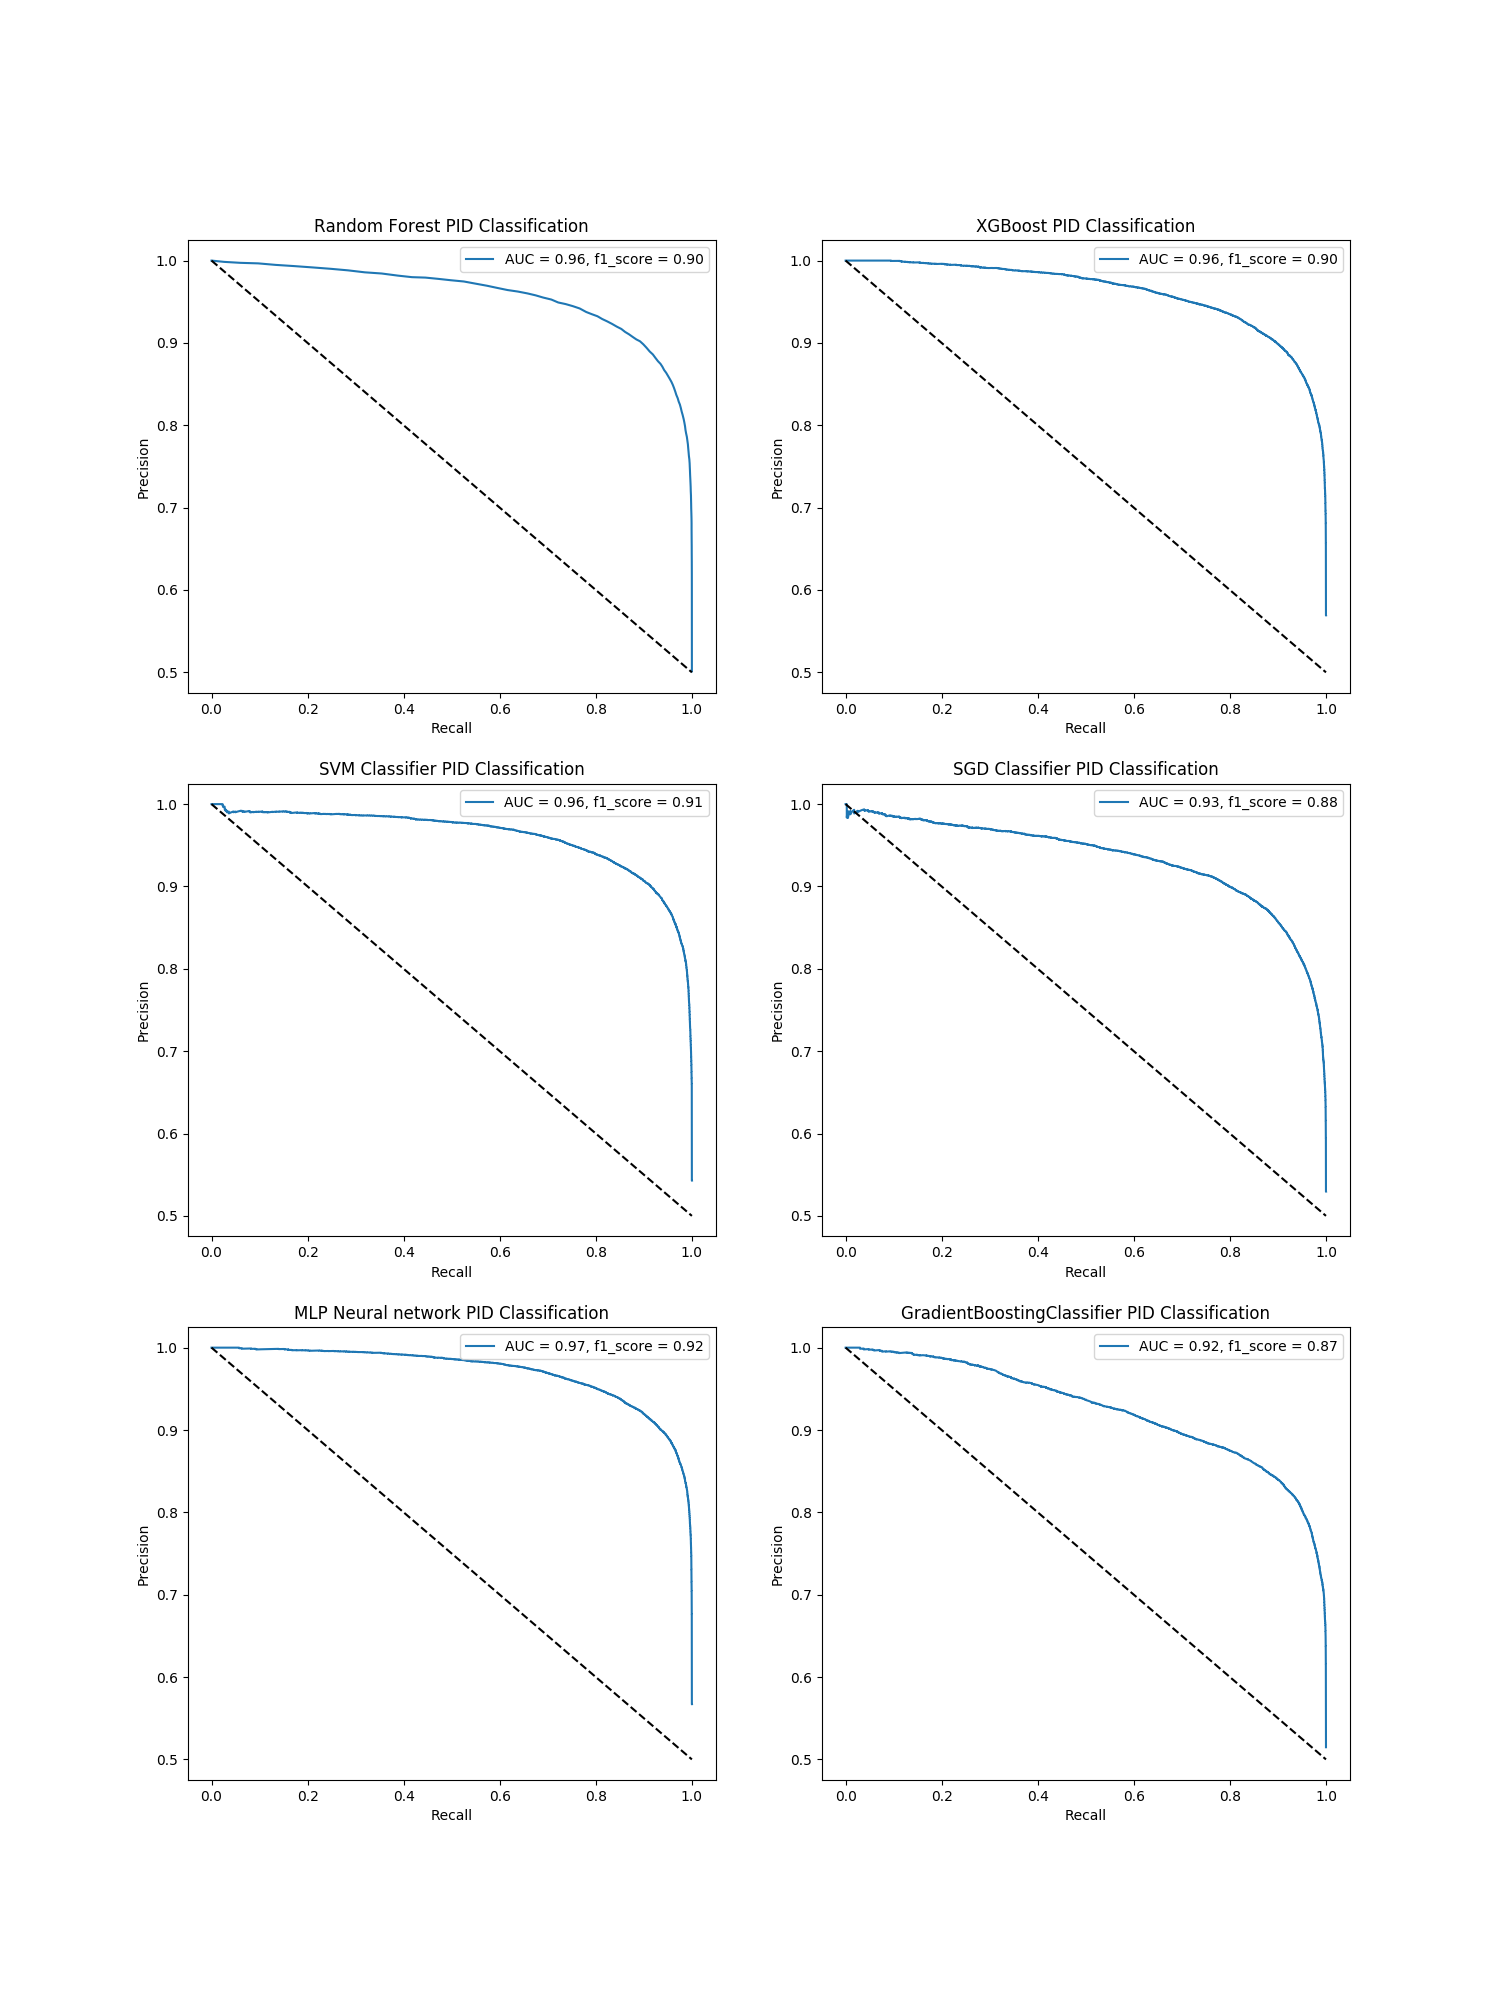 Random Forest PID Classification
AUC = 0.96, f1_score = 0.90
1.0
0.9
0.8
0.7
0.6
0.5
Precision
0.0 0.2 0.4 0.6 0.8 1.0
Recall
XGBoost PID Classification
AUC = 0.96, f1_score = 0.90
1.0
0.9
0.8
0.7
0.6
0.5
Precision
0.0 0.2 0.4 0.6 0.8 1.0
Recall
SVM Classifier PID Classification
AUC = 0.96, f1_score = 0.91
1.0
0.9
0.8
0.7
0.6
0.5
Precision
0.0 0.2 0.4 0.6 0.8 1.0
Recall
SGD Classifier PID Classification
AUC = 0.93, f1_score = 0.88
1.0
0.9
0.8
0.7
0.6
0.5
Precision
0.0 0.2 0.4 0.6 0.8 1.0
Recall
MLP Neural network PID Classification
AUC = 0.97, f1_score = 0.92
1.0
0.9
0.8
0.7
0.6
0.5
Precision
0.0 0.2 0.4 0.6 0.8 1.0
Recall
GradientBoostingClassifier PID Classification
AUC = 0.92, f1_score = 0.87
1.0
0.9
0.8
0.7
0.6
0.5
Precision
0.0 0.2 0.4 0.6 0.8 1.0
Recall